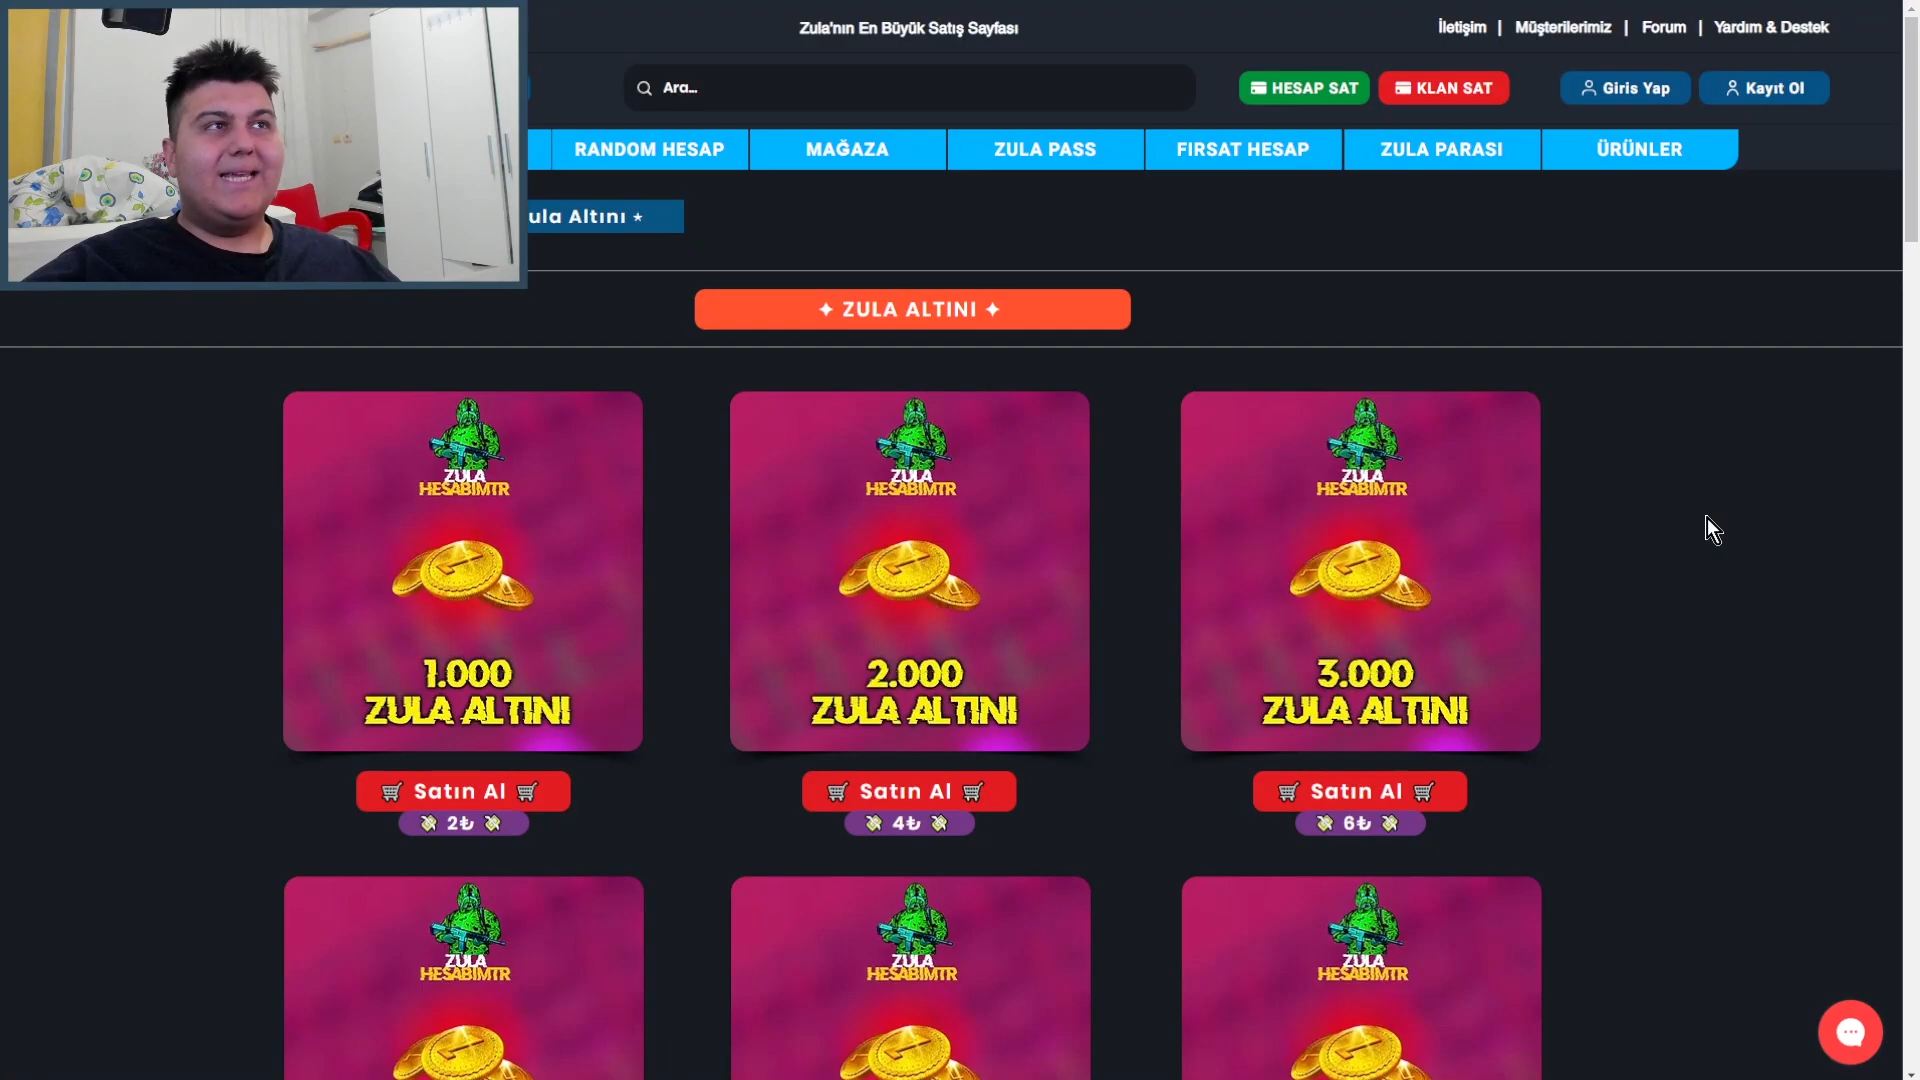 Zula'nın En Büyük Satış Sayfası
İletişim | Müşterilerimiz | Forum | Yardım & Destek
Ara...
HESAP SAT
KLAN SAT
Giris Yap
Kayıt Ol
RANDOM HESAP
MAĞAZA
ZULA PASS
FIRSAT HESAP
ZULA PARASI
ÜRÜNLER
ula Altını ⋆
✦ ZULA ALTINI ✦
ZULA
HESABIMTR
1.000
ZULA ALTINI
Satın Al
2₺
ZULA
HESABIMTR
2.000
ZULA ALTINI
Satın Al
4₺
ZULA
HESABIMTR
3.000
ZULA ALTINI
Satın Al
6₺
ZULA
HESABIMTR
ZULA
HESABIMTR
ZULA
HESABIMTR